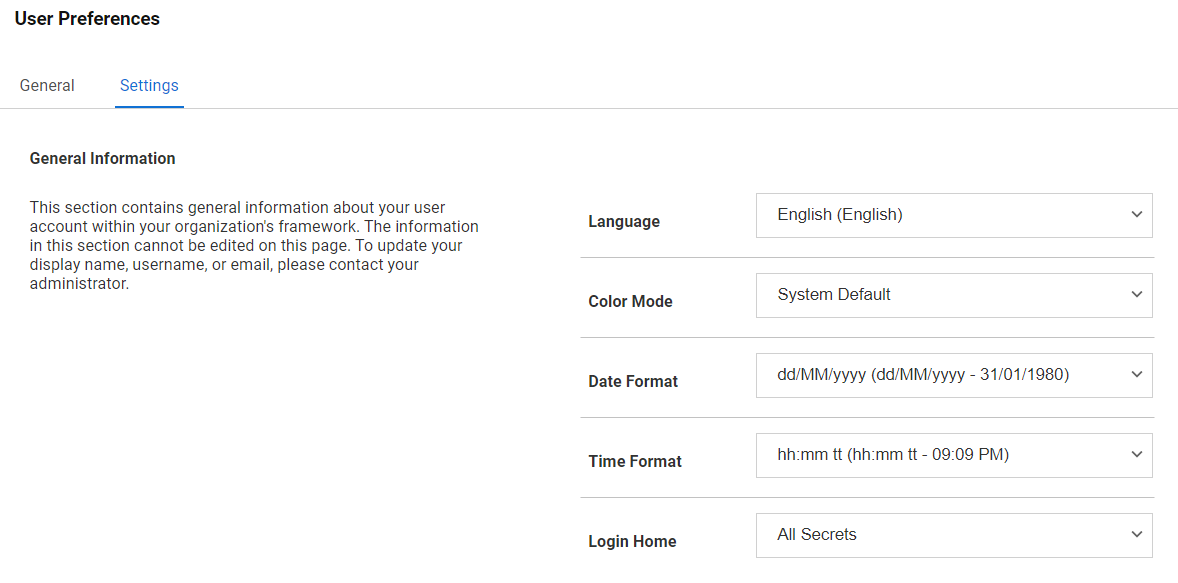 User Preferences
General
Settings
General Information
This section contains general information about your user
account within your organization's framework. The information
in this section cannot be edited on this page. To update your
display name, username, or email, please contact your
administrator.
Language
English (English)
Color Mode
System Default
Date Format
dd/MM/yyyy (dd/MM/yyyy - 31/01/1980)
Time Format
hh:mm tt (hh:mm tt - 09:09 PM)
Login Home
All Secrets